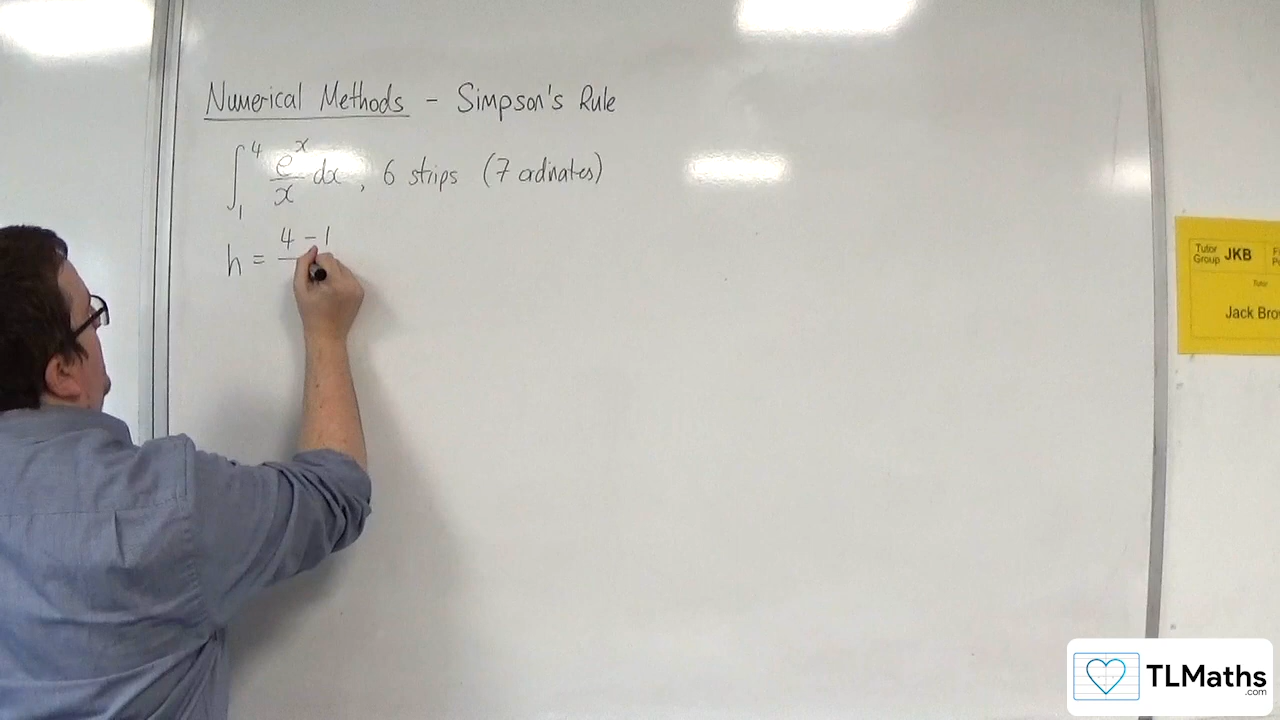 Numerical Methods - Simpson's Rule
∫₁⁴ eˣ/x dx, 6 strips (7 ordinates)
h = 4 - 1
Tutor Group JKB
Tutor
Jack
TLMaths
.com